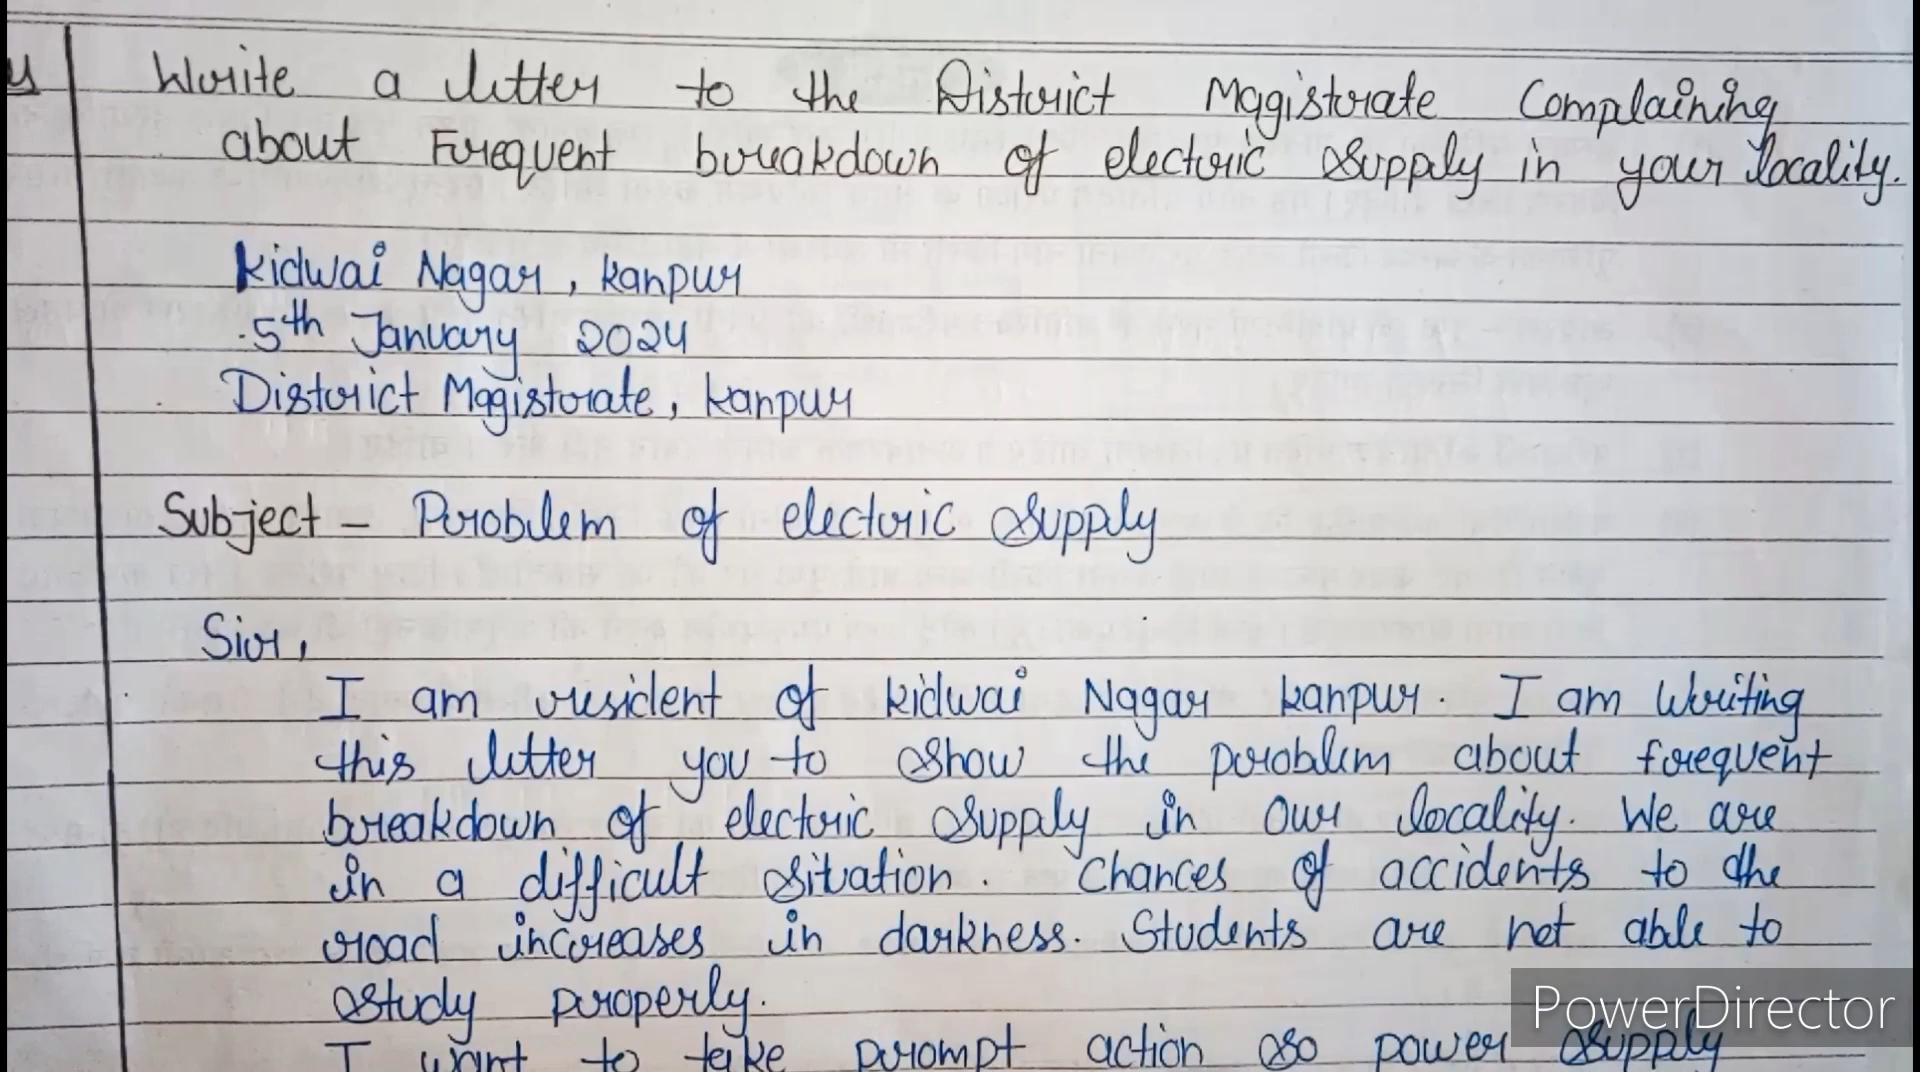 Write a letter to the District Magistrate Complaining
about Frequent breakdown of electric supply in your locality.
Kidwai Nagar, kanpur
5th January 2024
District Magistrate, kanpur
Subject - Problem of electric supply
Sir,
I am resident of kidwai Nagar kanpur. I am writing
this letter you to show the problem about frequent
breakdown of electric supply in our locality. We are
in a difficult situation. Chances of accidents to the
road increases in darkness. Students are not able to
study properly.
PowerDirector
I want to take prompt action so power supply